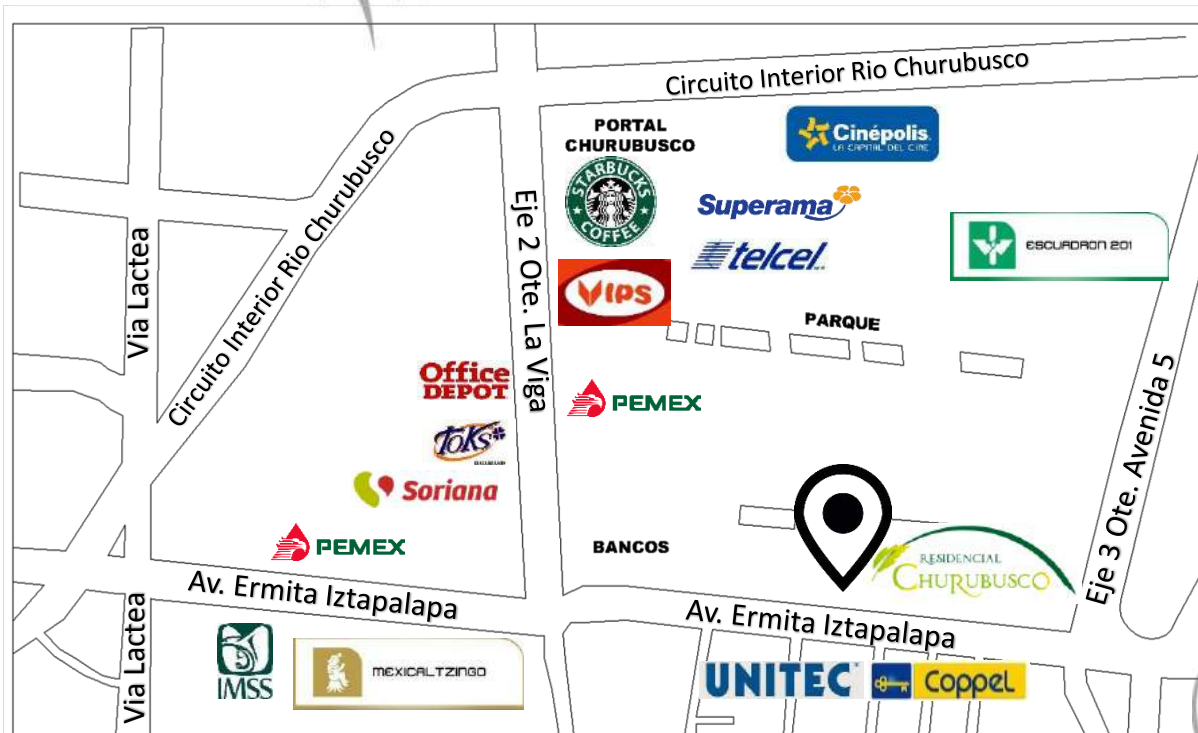 Circuito Interior Rio Churubusco
PORTAL
CHURUBUSCO
Cinépolis
LA CAPITAL DEL CINE
STARBUCKS
COFFEE
Superama
telcel
ESCUADRON 201
VIPS
PARQUE
Via Lactea
Circuito Interior Rio Churubusco
Eje 2 Ote. La Viga
Office
DEPOT
PEMEX
Toks
Soriana
Eje 3 Ote. Avenida 5
PEMEX
BANCOS
RESIDENCIAL
CHURUBUSCO
Av. Ermita Iztapalapa
Av. Ermita Iztapalapa
Via Lactea
IMSS
MEXICALTZINGO
UNITEC
Coppel